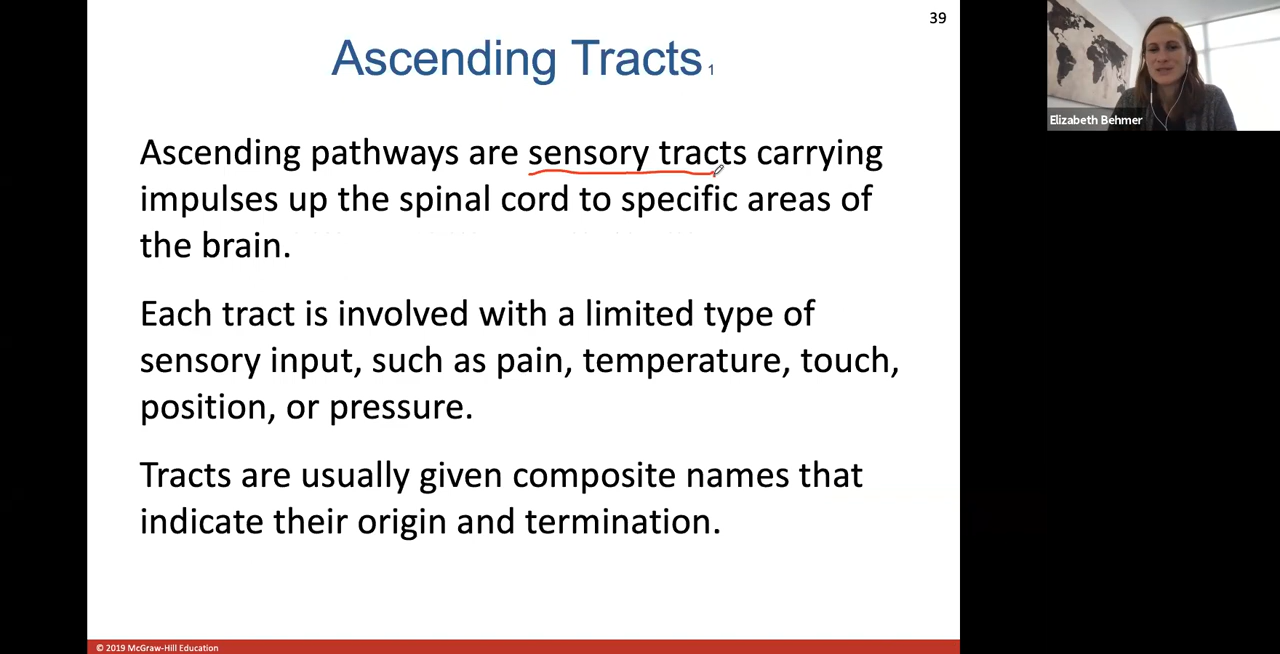 39
Ascending Tracts 1
Elizabeth Behmer
Ascending pathways are sensory tracts carrying
impulses up the spinal cord to specific areas of
the brain.
Each tract is involved with a limited type of
sensory input, such as pain, temperature, touch,
position, or pressure.
Tracts are usually given composite names that
indicate their origin and termination.
© 2019 McGraw-Hill Education